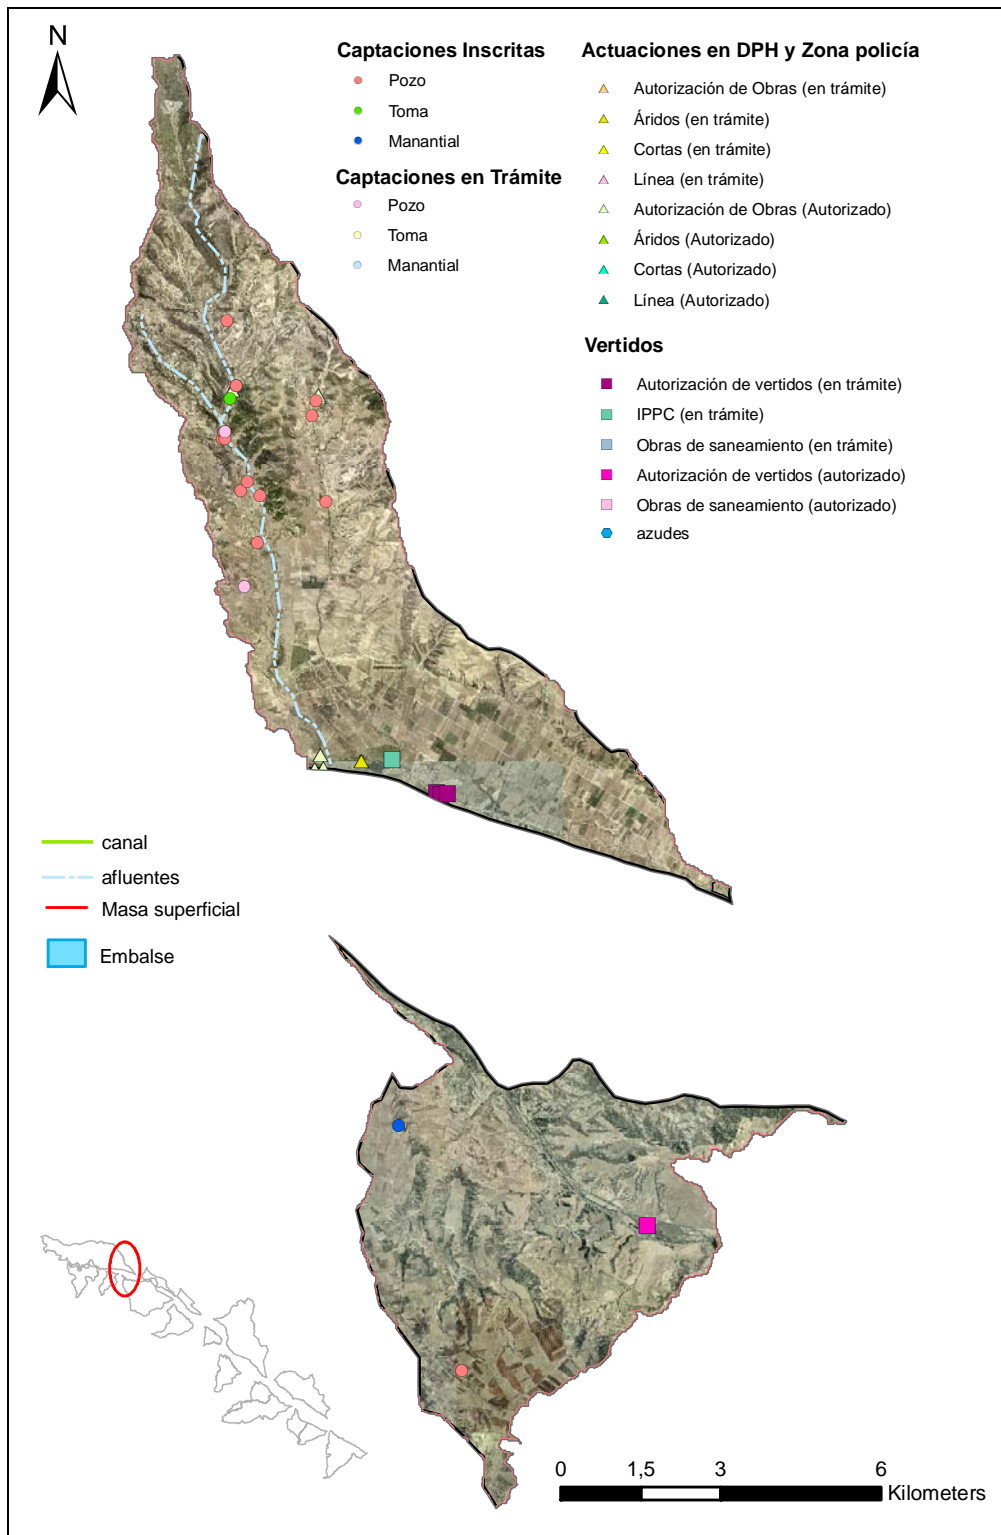 N
Captaciones Inscritas
Pozo
Toma
Manantial
Captaciones en Trámite
Pozo
Toma
Manantial
Actuaciones en DPH y Zona policía
Autorización de Obras (en trámite)
Áridos (en trámite)
Cortas (en trámite)
Línea (en trámite)
Autorización de Obras (Autorizado)
Áridos (Autorizado)
Cortas (Autorizado)
Línea (Autorizado)
Vertidos
Autorización de vertidos (en trámite)
IPPC (en trámite)
Obras de saneamiento (en trámite)
Autorización de vertidos (autorizado)
Obras de saneamiento (autorizado)
azudes
canal
afluentes
Masa superficial
Embalse
0 1,5 3 6
Kilometers